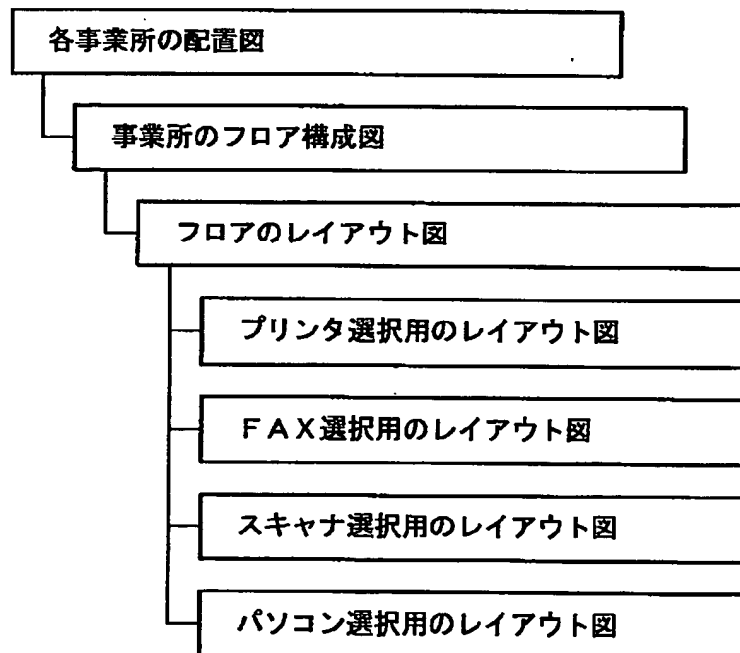 各事業所の配置図
事業所のフロア構成図
フロアのレイアウト図
プリンタ選択用のレイアウト図
ＦＡＸ選択用のレイアウト図
スキャナ選択用のレイアウト図
パソコン選択用のレイアウト図